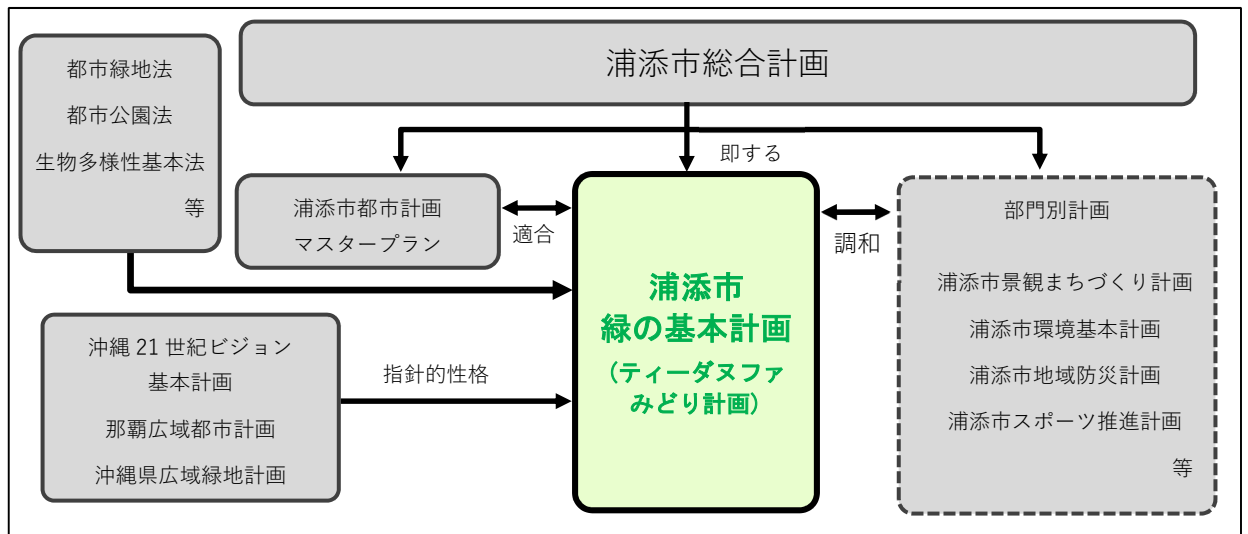 都市緑地法
都市公園法
生物多様性基本法
等
浦添市総合計画
即する
浦添市都市計画
マスタープラン
適合
浦添市
緑の基本計画
(ティーダヌファ
みどり計画)
調和
部門別計画
浦添市景観まちづくり計画
浦添市環境基本計画
浦添市地域防災計画
浦添市スポーツ推進計画
等
沖縄 21 世紀ビジョン
基本計画
那覇広域都市計画
沖縄県広域緑地計画
指針的性格